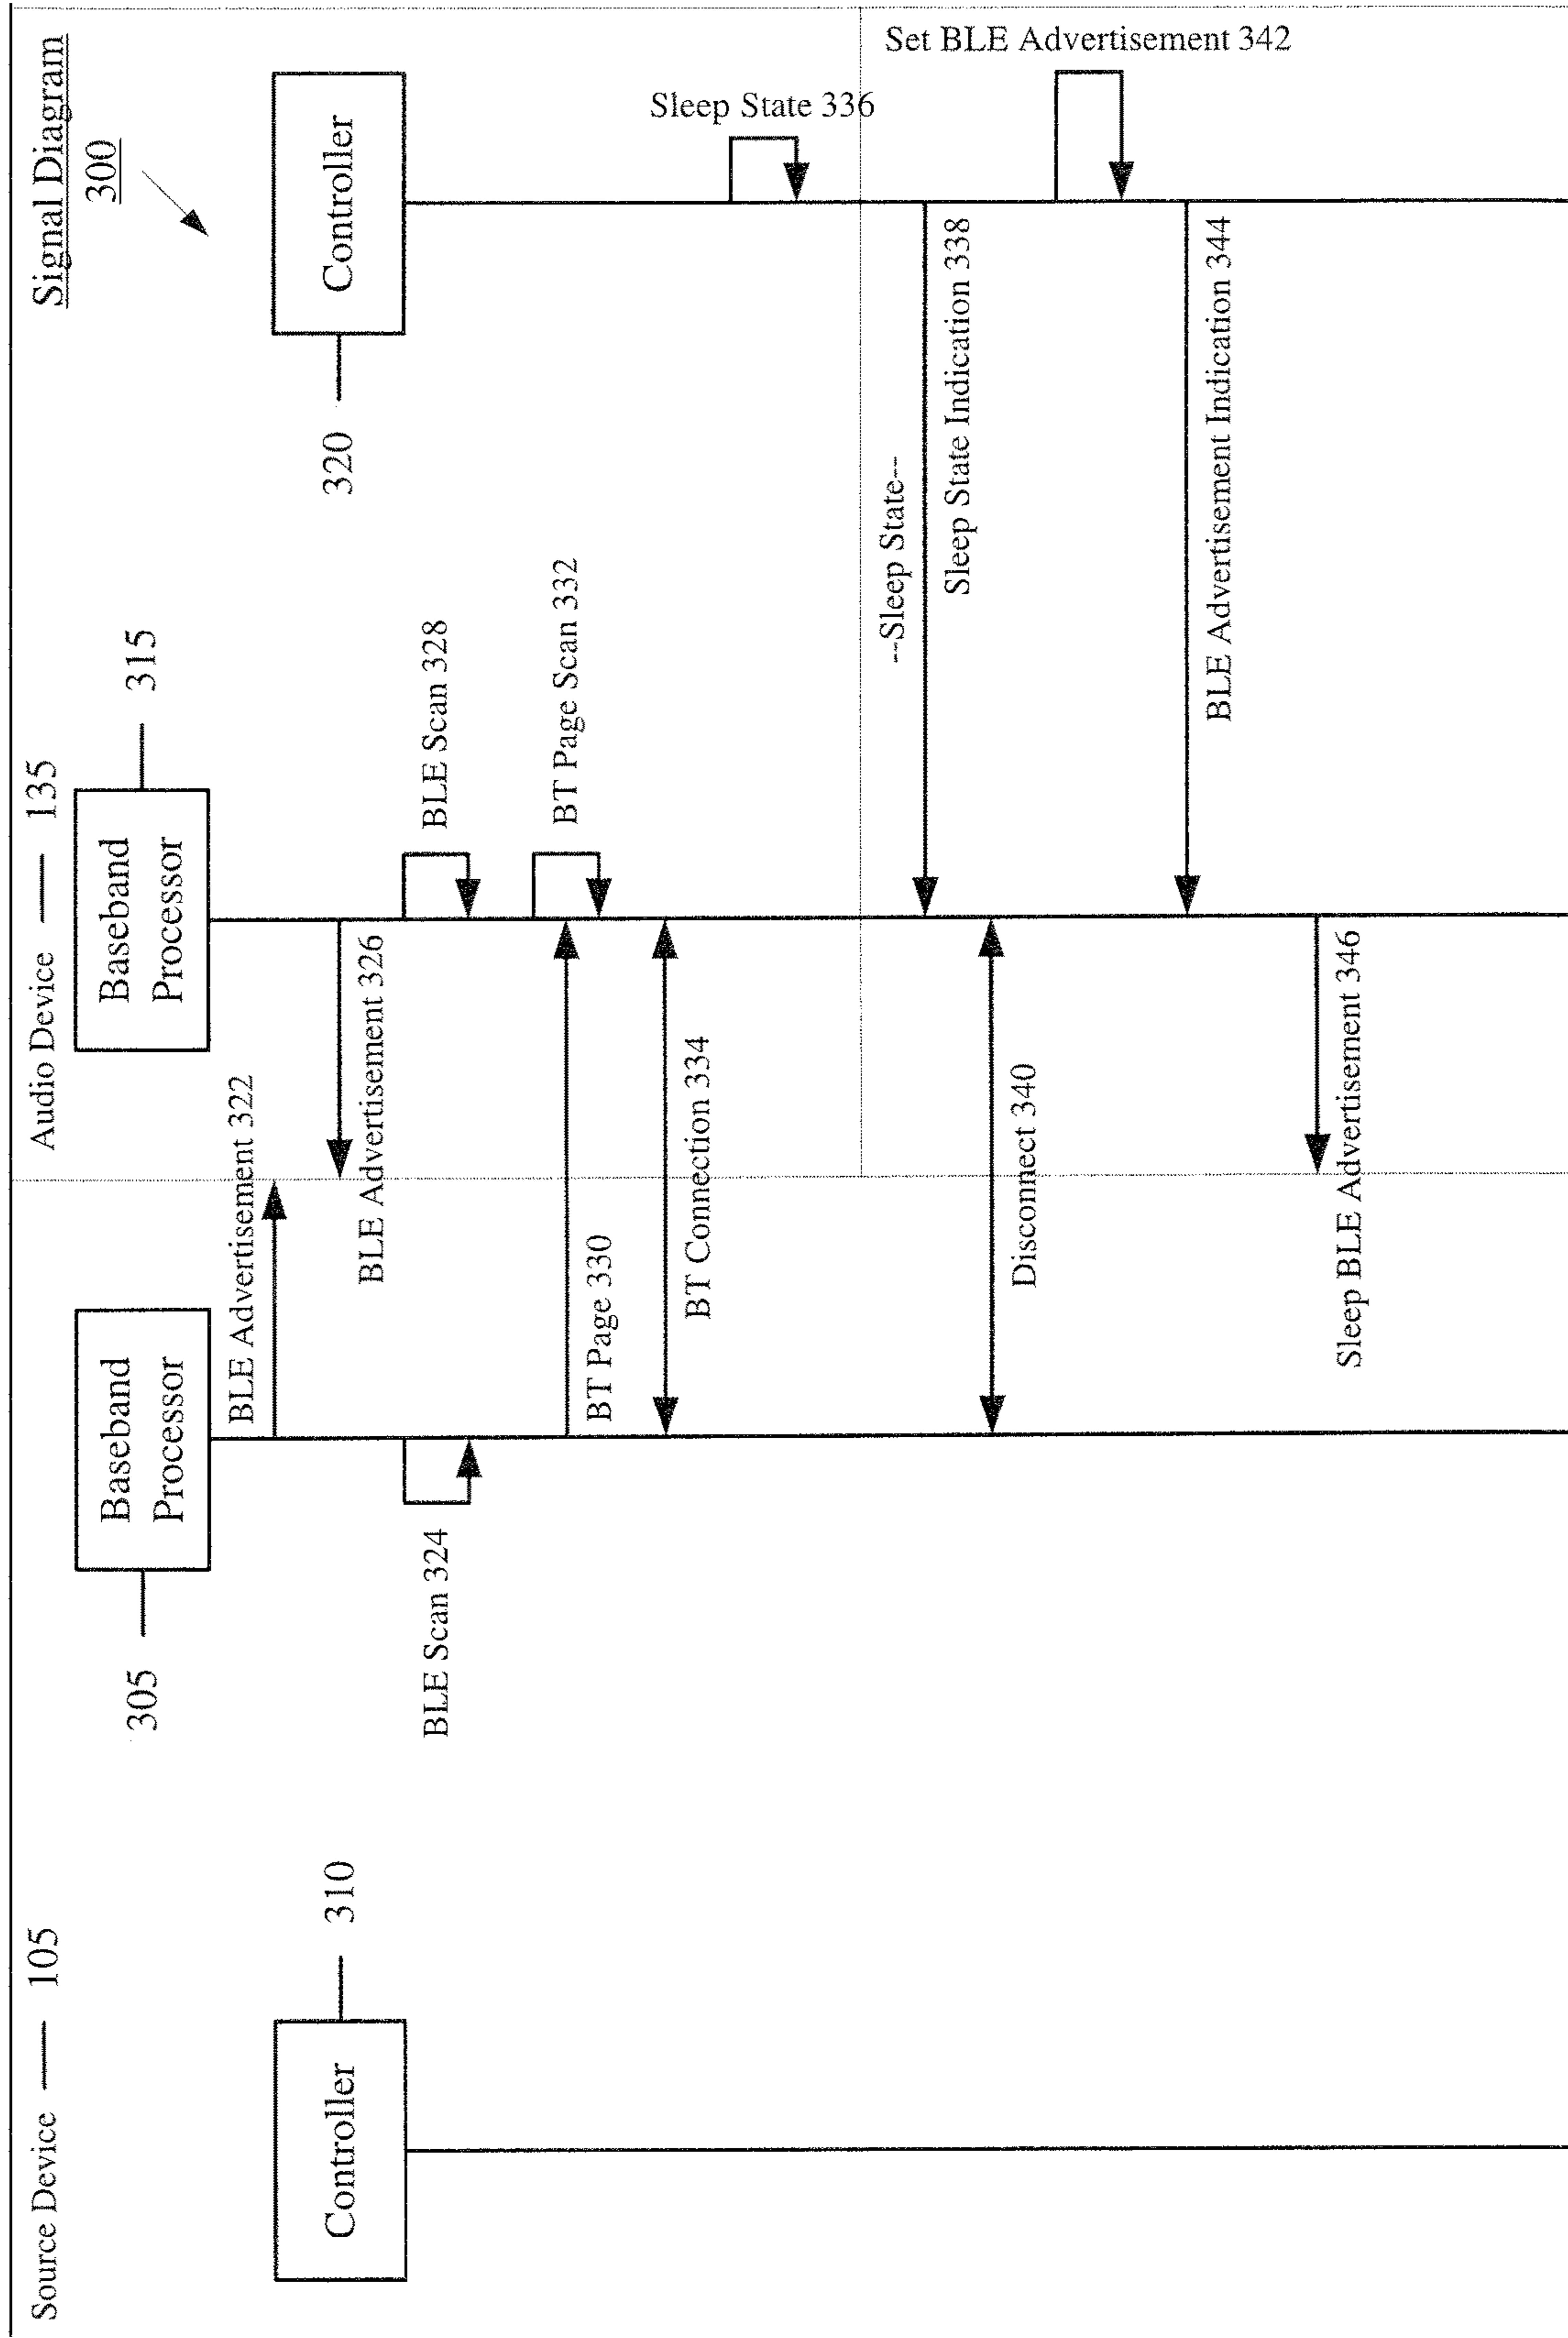 Signal Diagram
300
Source Device
105
Audio Device
135
Controller
310
Baseband
Processor
305
Baseband
Processor
315
Controller
320
BLE Advertisement 322
BLE Advertisement 326
BLE Scan 324
BLE Scan 328
BT Page 330
BT Page Scan 332
BT Connection 334
Sleep State 336
--Sleep State--
Sleep State Indication 338
Disconnect 340
Set BLE Advertisement 342
BLE Advertisement Indication 344
Sleep BLE Advertisement 346